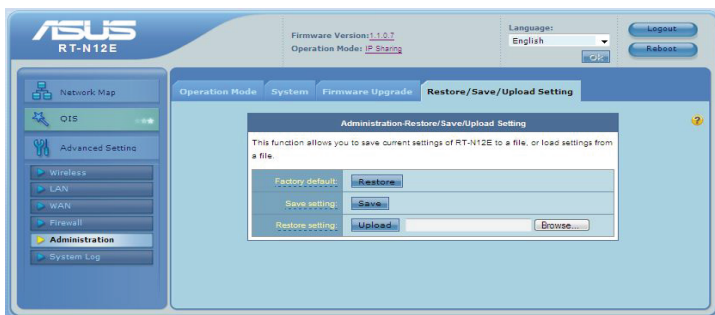 ASUS
RT-N12E
Firmware Version:1.1.0.7
Operation Mode: IP Sharing
Language:
English
Ok
Logout
Reboot
Network Map
QIS
Advanced Setting
Wireless
LAN
WAN
Firewall
Administration
System Log
Operation Mode
System
Firmware Upgrade
Restore/Save/Upload Setting
Administration-Restore/Save/Upload Setting
This function allows you to save current settings of RT-N12E to a file, or load settings from
a file.
Factory default:
Restore
Save setting:
Save
Restore setting:
Upload
Browse...
?